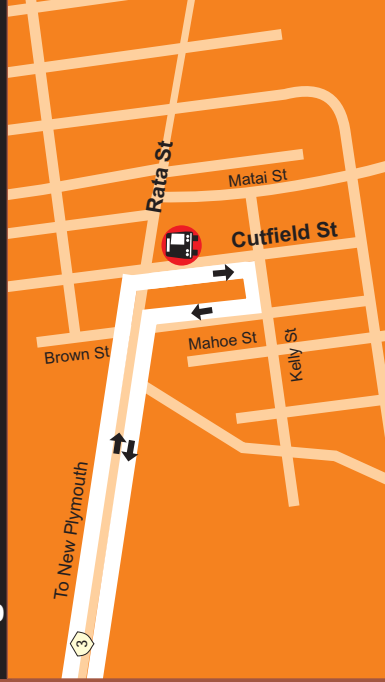 Rata St
Matai St
Cutfield St
Brown St
Mahoe St
Kelly St
To New Plymouth
3